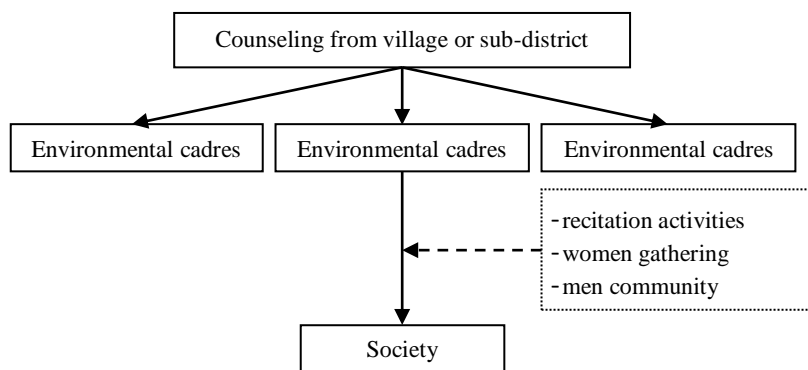 Counseling from village or sub-district
Environmental cadres
Environmental cadres
Environmental cadres
- recitation activities
- women gathering
- men community
Society